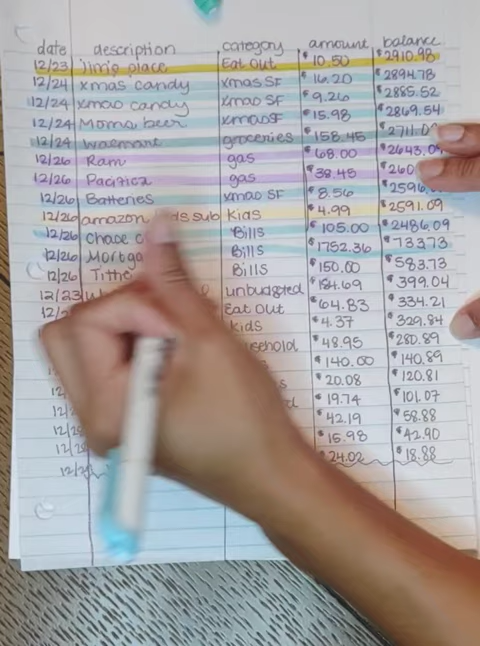 date description category amount balance
12/23 Jim's place Eat Out $10.50 $2910.98
12/24 xmas candy xmas SF $16.20 $2894.78
12/24 xmas candy xmas SF $9.26 $2885.52
12/24 Moms beer xmas SF $15.98 $2869.54
12/24 Walmart groceries $158.45
12/26 Ram gas $68.00 $2643.09
12/26 Pacifica gas $38.45
12/26 Batteries xmas SF $8.56
12/26 amazon kids sub Kids $4.99 $2591.09
12/26 Chase Bills $105.00 $2486.09
12/26 Bills $1752.36 $733.73
12/26 Tithe Bills $150.00 $583.73
12/23 unbudgeted $184.69 $399.04
Eat Out $64.83 $334.21
kids $4.37 $329.84
$48.95 $280.89
$140.00 $140.89
$20.08 $120.81
$19.74 $101.07
$42.19 $58.88
$15.98 $42.90
$24.02 $18.88